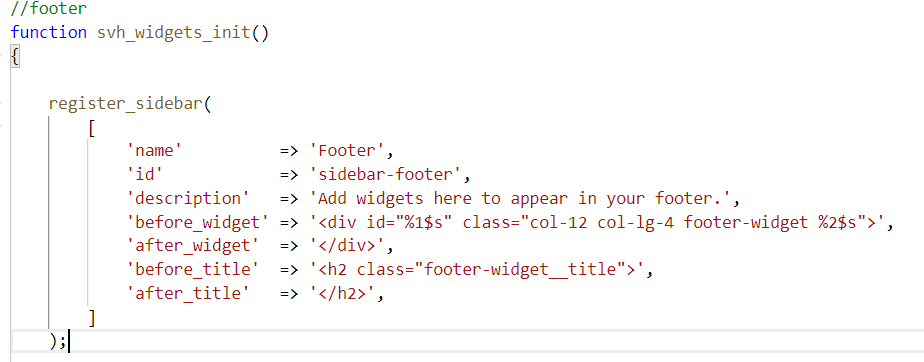 //footer
function svh_widgets_init()
{
register_sidebar(
[
'name' => 'Footer',
'id' => 'sidebar-footer',
'description' => 'Add widgets here to appear in your footer.',
'before_widget' => '<div id="%1$s" class="col-12 col-lg-4 footer-widget %2$s">',
'after_widget' => '</div>',
'before_title' => '<h2 class="footer-widget__title">',
'after_title' => '</h2>',
]
);